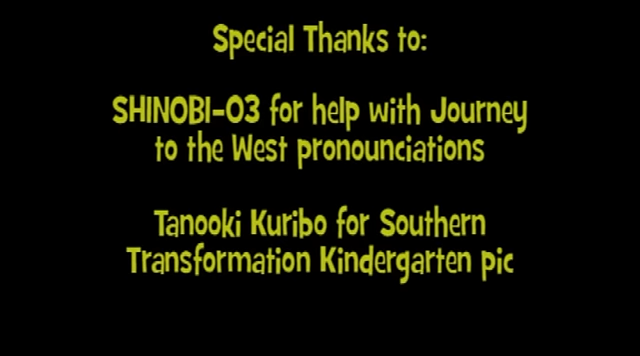 Special Thanks to:
SHINOBI-03 for help with Journey
to the West pronounciations
Tanooki Kuribo for Southern
Transformation Kindergarten pic